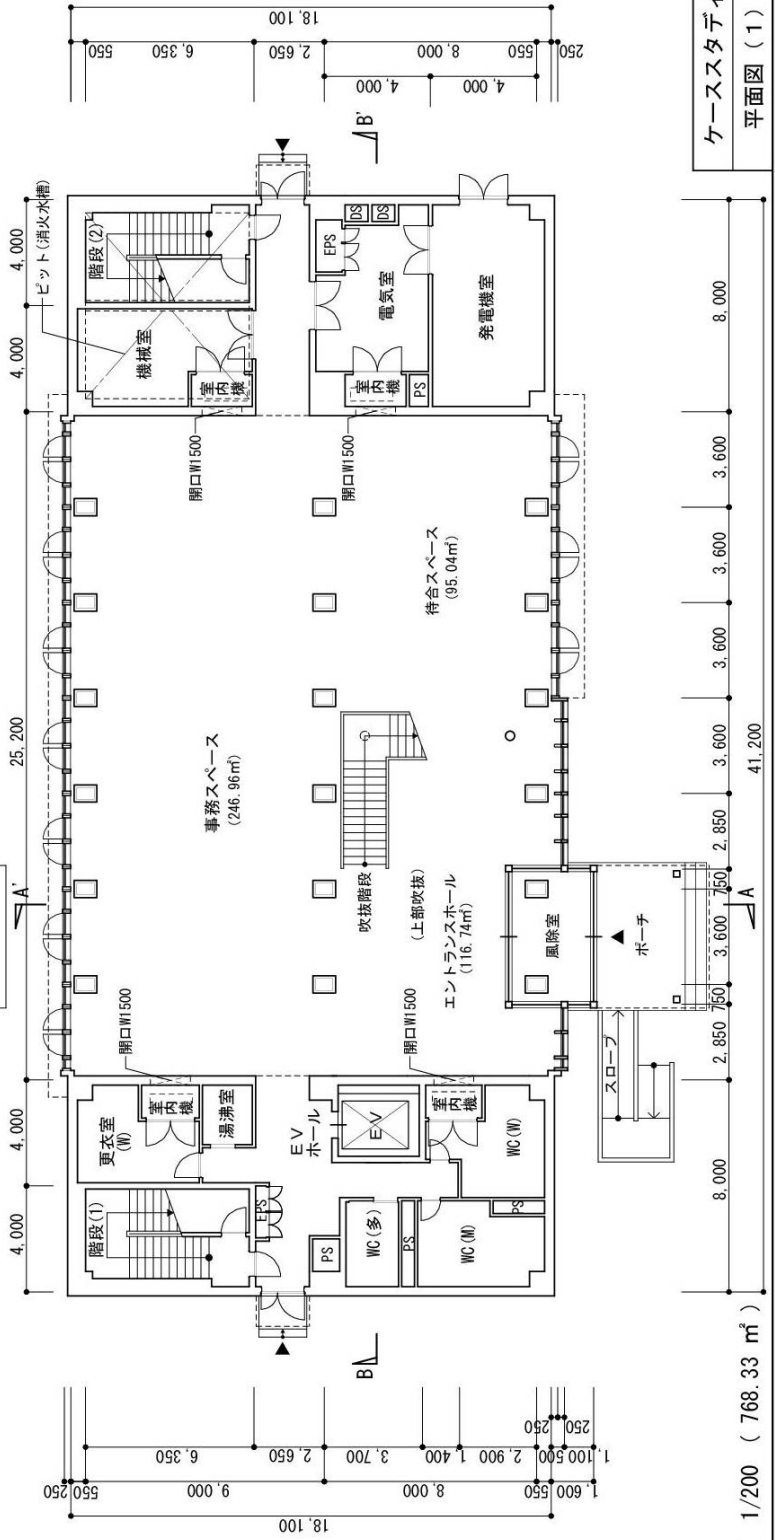 4,000
4,000
25,200
4,000
4,000
A'
ピット(消火水槽)
階段(1)
更衣室
(W)
室内機
湯沸室
開口W1500
事務スペース
(246.96㎡)
開口W1500
室内機
機械室
階段(2)
EPS
EV
ホール
EV
PS
WC(多)
PS
WC(M)
PS
WC(W)
室内機
開口W1500
吹抜階段
(上部吹抜)
エントランスホール
(116.74㎡)
待合スペース
(95.04㎡)
開口W1500
室内機
PS
EPS
DS
DS
電気室
発電機室
風除室
ポーチ
スロープ
B
B'
A
250
550
6,350
9,000
2,650
3,700
8,000
1,400
2,900
550
250
250
500
1,100
1,600
18,100
550
6,350
2,650
4,000
8,000
4,000
550
250
18,100
8,000
2,850
750
3,600
750
2,850
3,600
3,600
3,600
3,600
8,000
41,200
1/200 ( 768.33 ㎡ )
ケーススタディ
平面図 (1)